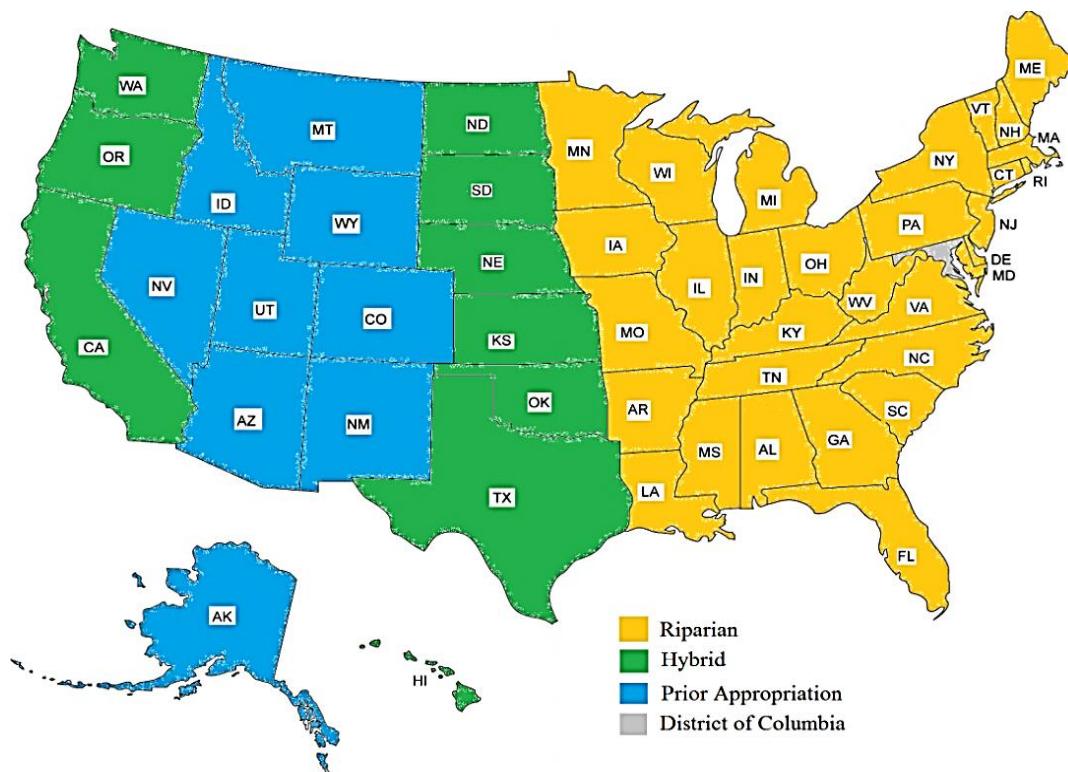 WA
MT
ND
MN
ME
VT
NH
MA
OR
ID
WY
SD
WI
MI
NY
CT
RI
NV
UT
CO
NE
IA
IL
IN
OH
PA
NJ
DE
MD
CA
KS
MO
KY
WV
VA
AZ
NM
OK
AR
TN
NC
SC
TX
LA
MS
AL
GA
FL
AK
HI
Riparian
Hybrid
Prior Appropriation
District of Columbia